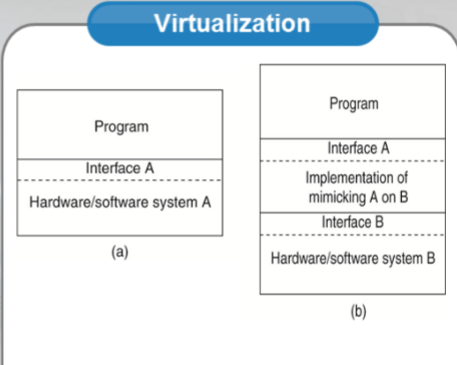 Virtualization
Program
Interface A
Hardware/software system A
(a)
Program
Interface A
Implementation of
mimicking A on B
Interface B
Hardware/software system B
(b)